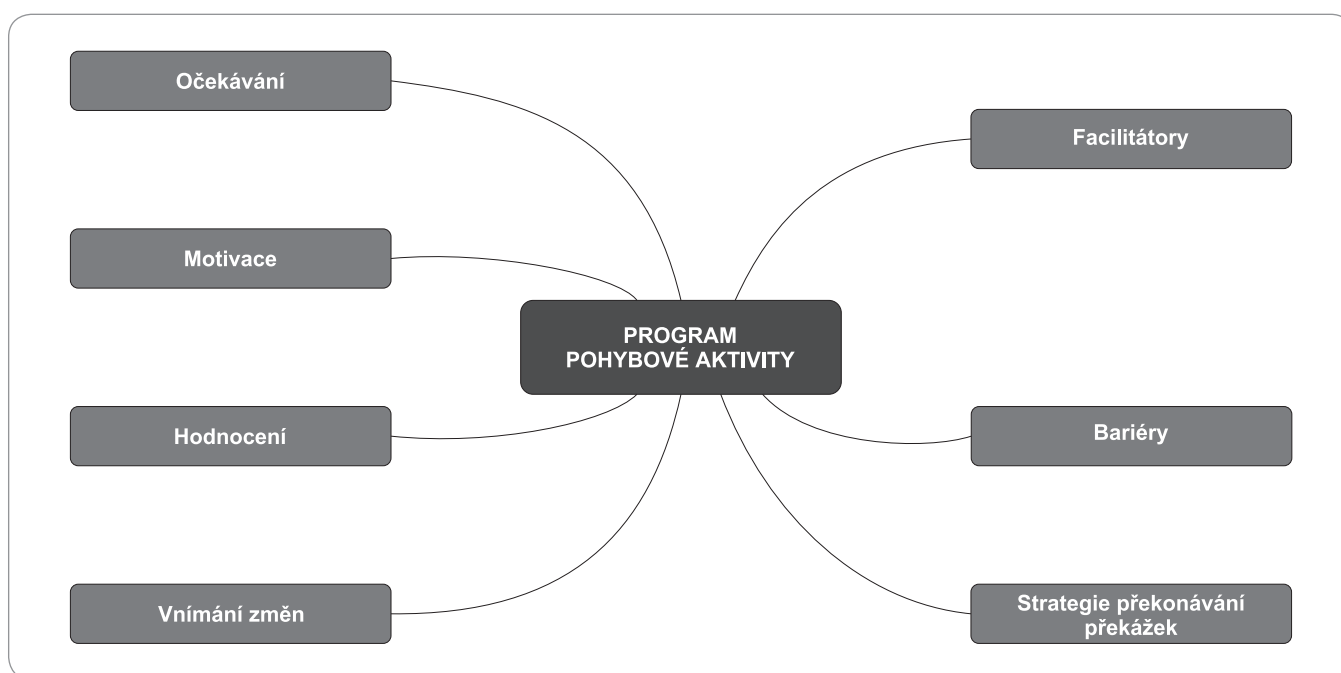 Očekávání
Motivace
Hodnocení
Vnímání změn
PROGRAM
POHYBOVÉ AKTIVITY
Facilitátory
Bariéry
Strategie překonávání
překážek